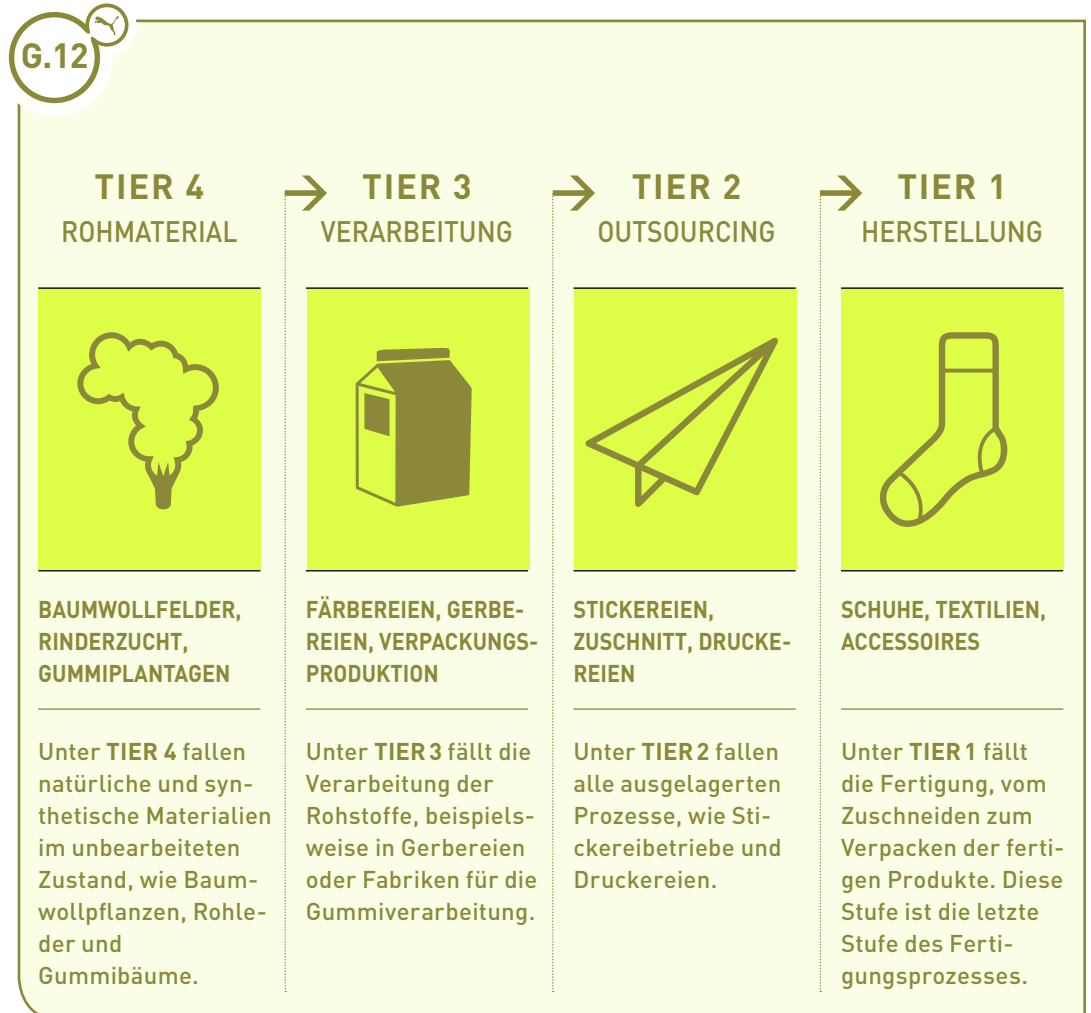 G.12
TIER 4
ROHMATERIAL
BAUMWOLLFELDER,
RINDERZUCHT,
GUMMIPLANTAGEN
Unter TIER 4 fallen
natürliche und syn-
thetische Materialien
im unbearbeiteten
Zustand, wie Baum-
wollpflanzen, Rohle-
der und
Gummibäume.
TIER 3
VERARBEITUNG
FÄRBEREIEN, GERBE-
REIEN, VERPACKUNGS-
PRODUKTION
Unter TIER 3 fällt die
Verarbeitung der
Rohstoffe, beispiels-
weise in Gerbereien
oder Fabriken für die
Gummiverarbeitung.
TIER 2
OUTSOURCING
STICKEREIEN,
ZUSCHNITT, DRUCKE-
REIEN
Unter TIER 2 fallen
alle ausgelagerten
Prozesse, wie Sti-
ckereibetriebe und
Druckereien.
TIER 1
HERSTELLUNG
SCHUHE, TEXTILIEN,
ACCESSOIRES
Unter TIER 1 fällt
die Fertigung, vom
Zuschneiden zum
Verpacken der ferti-
gen Produkte. Diese
Stufe ist die letzte
Stufe des Ferti-
gungsprozesses.